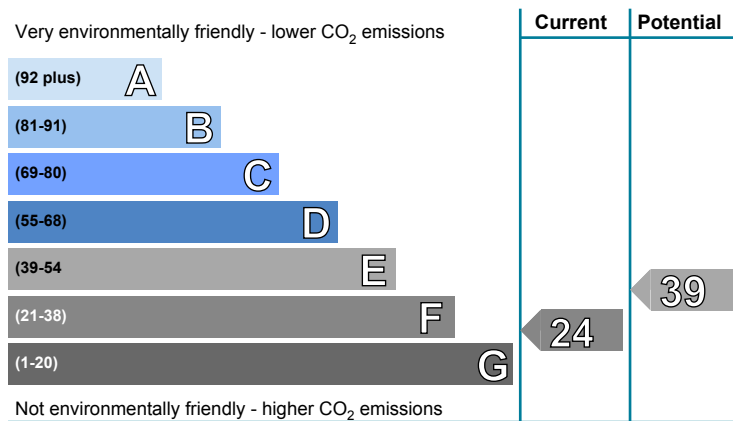 Very environmentally friendly - lower CO2 emissions
Current
Potential
(92 plus) A
(81-91) B
(69-80) C
(55-68) D
(39-54 E
(21-38) F
(1-20) G
24
39
Not environmentally friendly - higher CO2 emissions